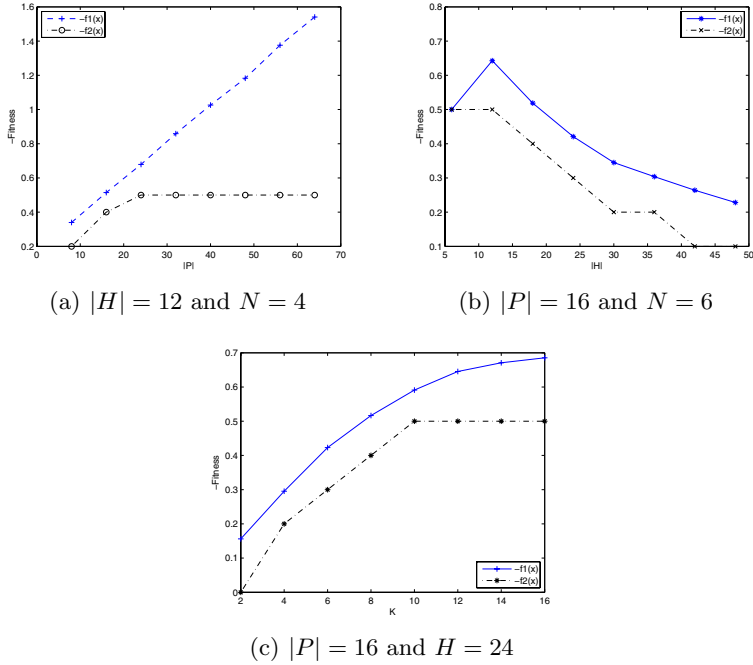 1.6
1.4
1.2
1
0.8
0.6
0.4
0.2
−Fitness
−f1(x)
−f2(x)
0 10 20 30 40 50 60 70
|P|
(a) |H| = 12 and N = 4
0.8
0.7
0.6
0.5
0.4
0.3
0.2
0.1
−Fitness
−f1(x)
−f2(x)
5 10 15 20 25 30 35 40 45 50
|H|
(b) |P| = 16 and N = 6
0.7
0.6
0.5
0.4
0.3
0.2
0.1
0
−Fitness
−f1(x)
−f2(x)
2 4 6 8 10 12 14 16
K
(c) |P| = 16 and H = 24